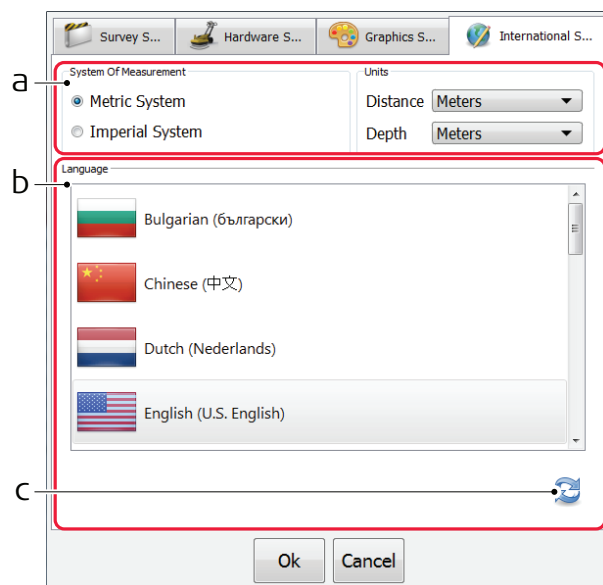 Survey S...
Hardware S...
Graphics S...
International S...
a
System Of Measurement
Units
Metric System
Distance Meters
Imperial System
Depth Meters
b
Language
Bulgarian (български)
Chinese (中文)
Dutch (Nederlands)
English (U.S. English)
c
Ok
Cancel